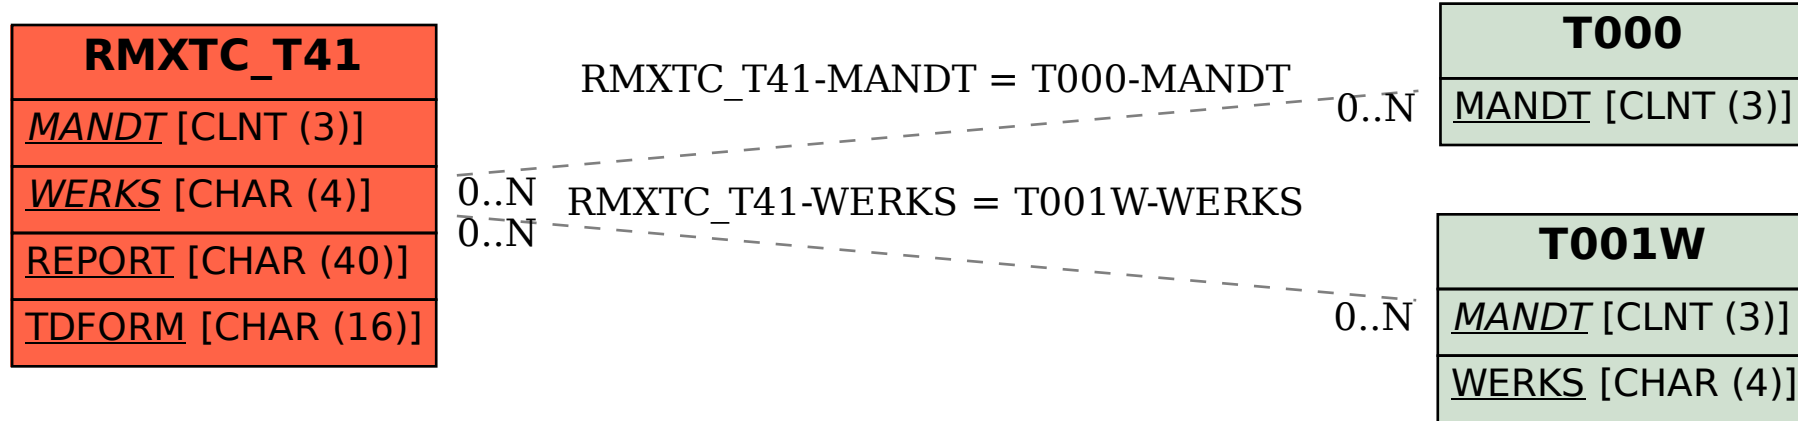 RMXTC_T41
MANDT [CLNT (3)]
WERKS [CHAR (4)]
REPORT [CHAR (40)]
TDFORM [CHAR (16)]
RMXTC_T41-MANDT = T000-MANDT
0..N
0..N
RMXTC_T41-WERKS = T001W-WERKS
0..N
0..N
T000
MANDT [CLNT (3)]
T001W
MANDT [CLNT (3)]
WERKS [CHAR (4)]